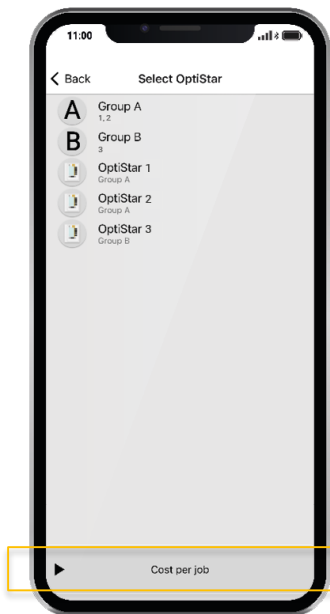 11:00
Back
Select OptiStar
A
Group A
1,2
B
Group B
3
OptiStar 1
Group A
OptiStar 2
Group A
OptiStar 3
Group B
Cost per job